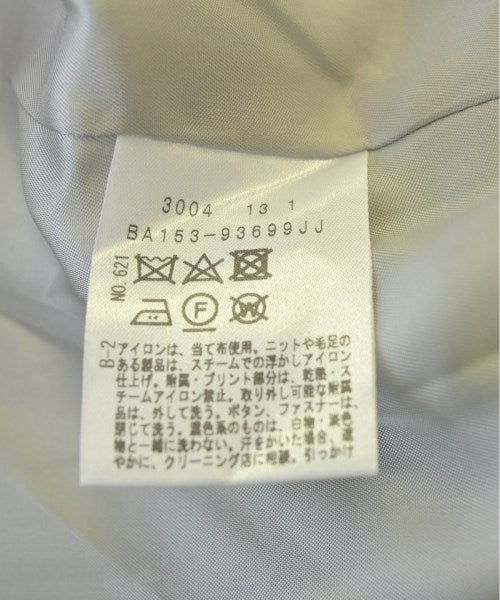 3004 13 1
BA153-93699JJ
NO.621
F
W
B-2
アイロンは、当て布使用。ニットや毛足の
ある製品は、スチームでの浮かしアイロン
仕上げ。附属・プリント部分は、乾熱・ス
チームアイロン禁止。取り外し可能な附属
品は、外して洗う。ボタン、ファスナーは、
閉じて洗う。濃色系のものは、白物・淡色
物と一緒に洗わない。汗をかいた場合、速
やかに、クリーニング店に相談。引っかけ